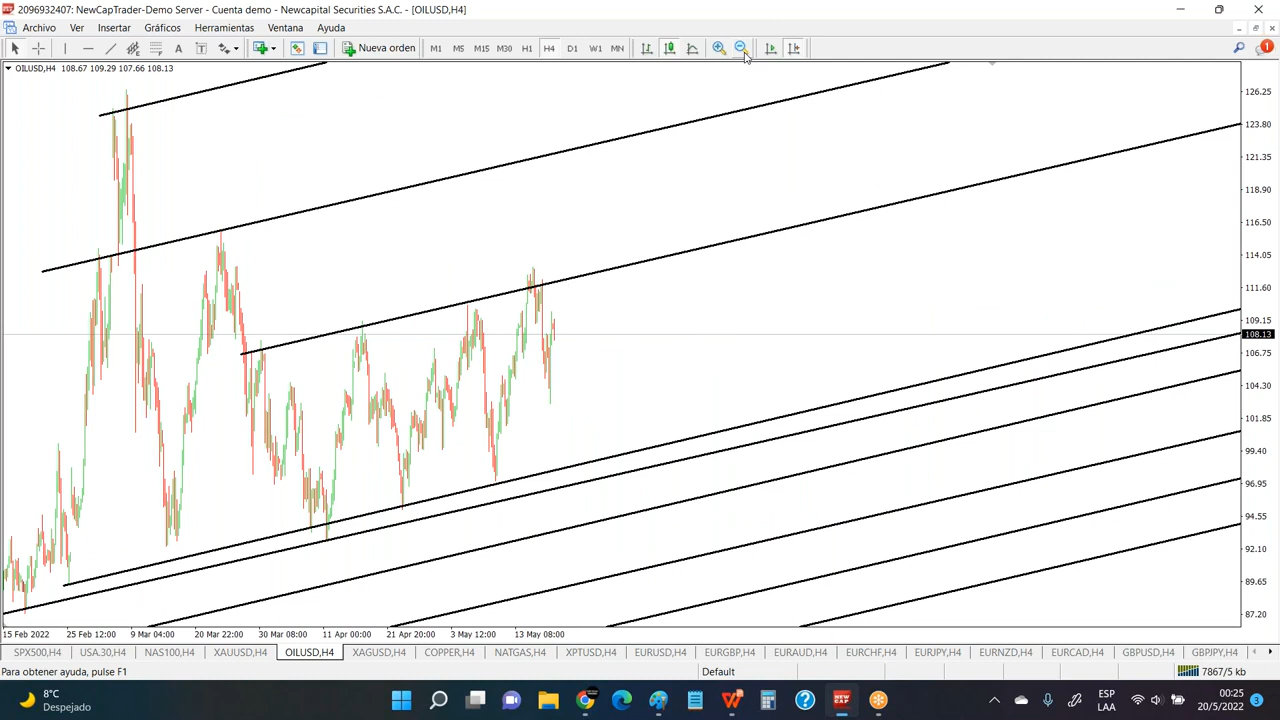 2096932407: NewCapTrader-Demo Server - Cuenta demo - Newcapital Securities S.A.C. - [OILUSD,H4]
Archivo Ver Insertar Gráficos Herramientas Ventana Ayuda
A T Nueva orden M1 M5 M15 M30 H1 H4 D1 W1 MN 1
OILUSD,H4 108.67 109.29 107.66 108.13
126.25
123.80
121.35
118.90
116.50
114.05
111.60
109.15
108.13
106.75
104.30
101.85
99.40
96.95
94.55
92.10
89.65
87.20
15 Feb 2022 25 Feb 12:00 9 Mar 04:00 20 Mar 22:00 30 Mar 08:00 11 Apr 00:00 21 Apr 20:00 3 May 12:00 13 May 08:00
SPX500,H4 USA.30,H4 NAS100,H4 XAUUSD,H4 OILUSD,H4 XAGUSD,H4 COPPER,H4 NATGAS,H4 XPTUSD,H4 EURUSD,H4 EURGBP,H4 EURAUD,H4 EURCHF,H4 EURJPY,H4 EURNZD,H4 EURCAD,H4 GBPUSD,H4 GBPJPY,H4
Para obtener ayuda, pulse F1 Default 7867/5 kb
8°C
Despejado
NEW
CAP
ESP
LAA
00:25
20/5/2022
3